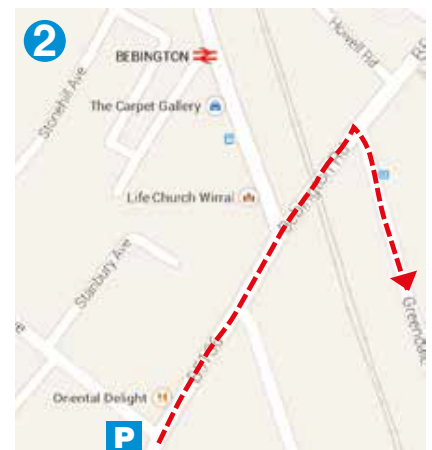 2
Howell Rd
BEBINGTON
Stonehill Ave
The Carpet Gallery
Life Church Wirral
Stanbury Ave
Oriental Delight
P